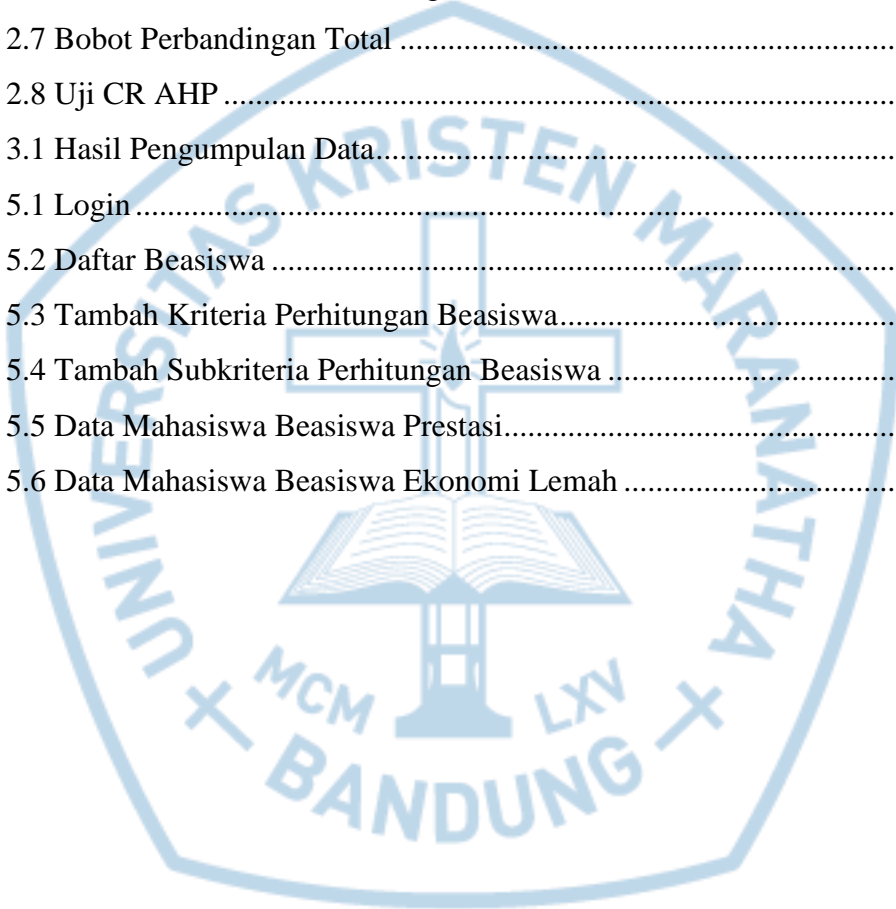 2.7 Bobot Perbandingan Total ....................................................
2.8 Uji CR AHP ....................................................
3.1 Hasil Pengumpulan Data....................................................
5.1 Login ....................................................
5.2 Daftar Beasiswa ....................................................
5.3 Tambah Kriteria Perhitungan Beasiswa....................................................
5.4 Tambah Subkriteria Perhitungan Beasiswa ....................................................
5.5 Data Mahasiswa Beasiswa Prestasi....................................................
5.6 Data Mahasiswa Beasiswa Ekonomi Lemah ....................................................
UNIVERSITAS KRISTEN MARANATHA
MCM LXV
BANDUNG